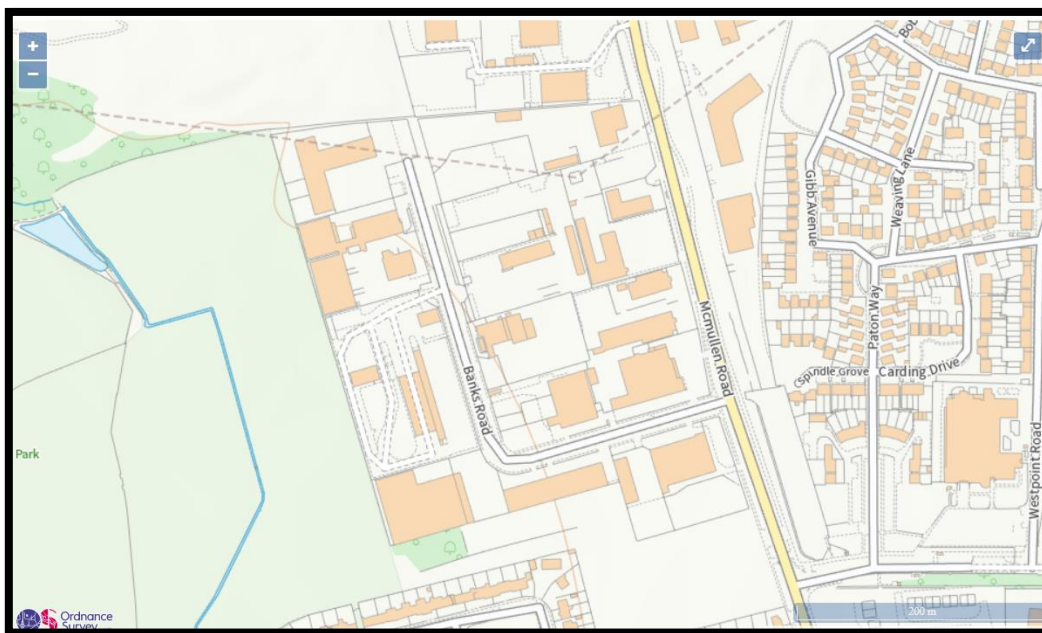 +
−
Bou
Gibb Avenue
Weaving Lane
Mcmullen Road
Paton Way
Spindle Grove
Carding Drive
Banks Road
Westpoint Road
Park
200 m
Ordnance
Survey